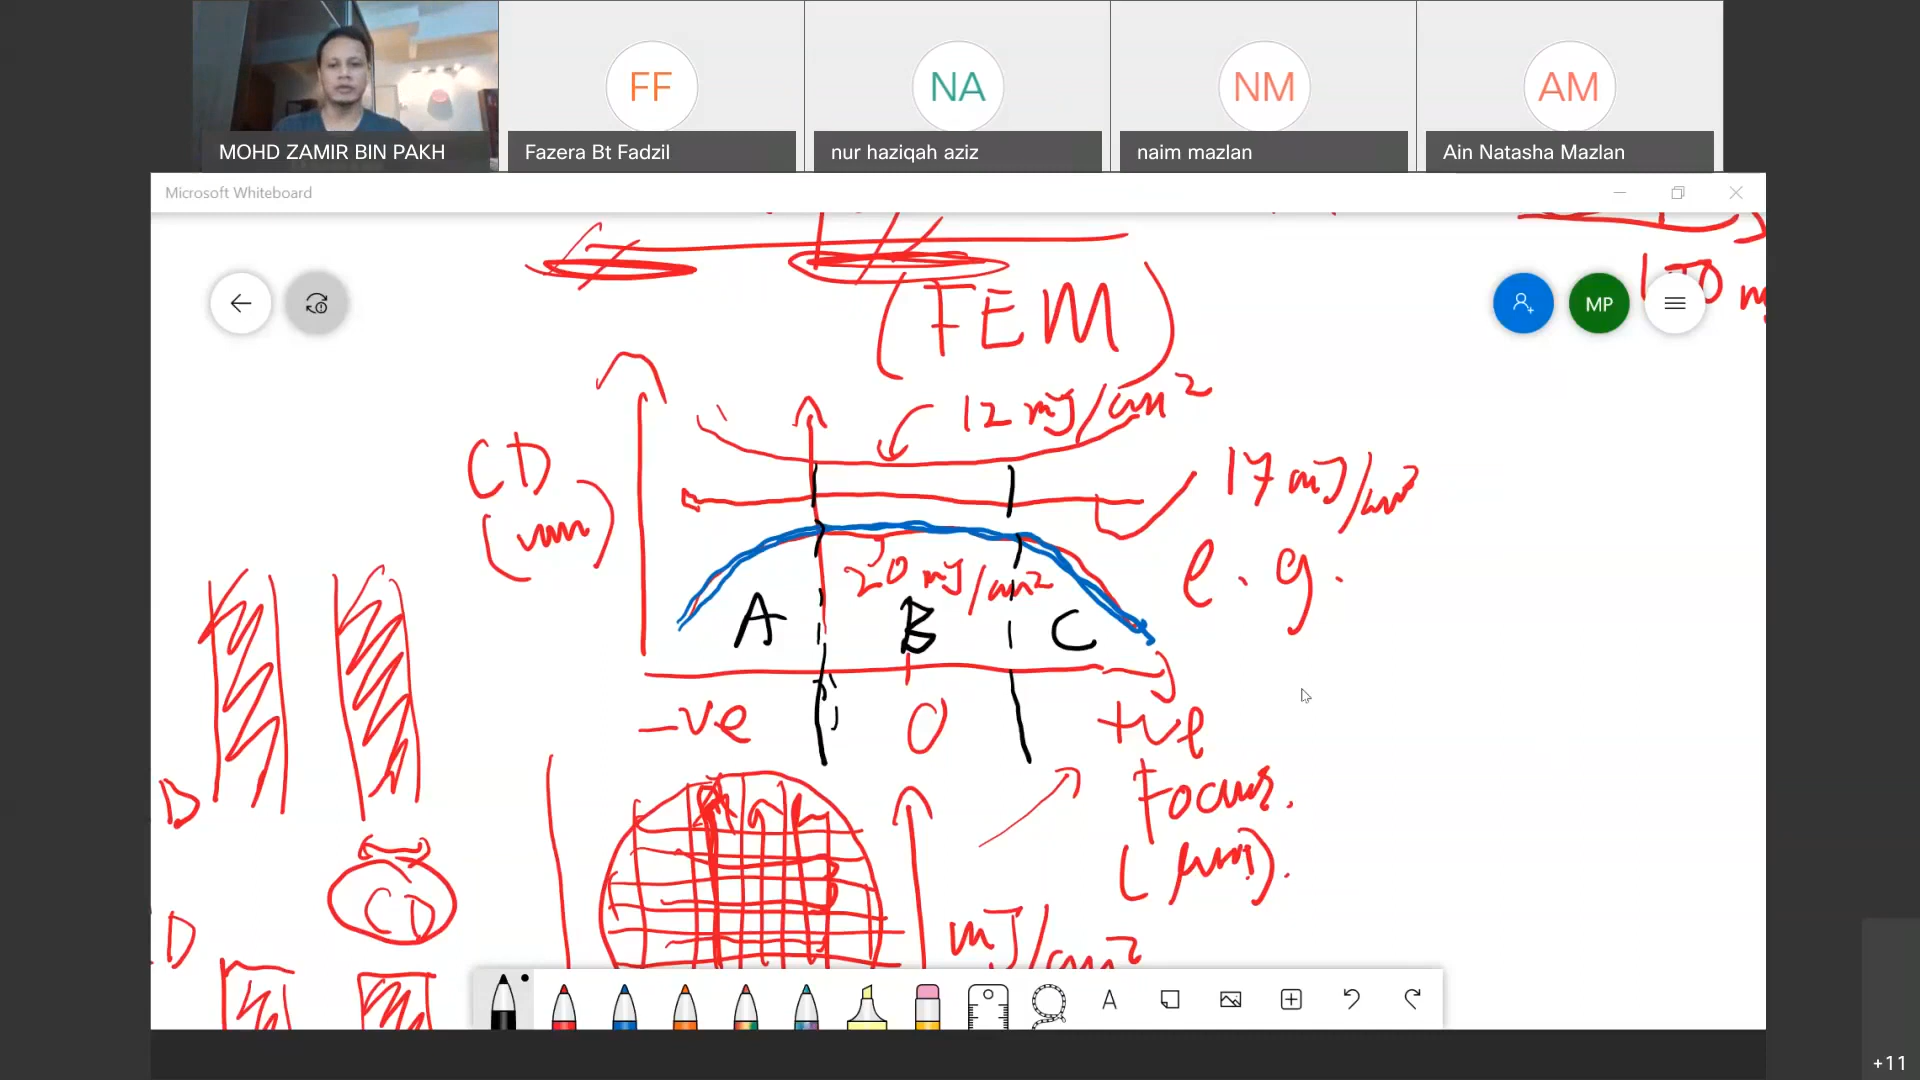 FF
NA
NM
AM
MOHD ZAMIR BIN PAKH
Fazera Bt Fadzil
nur haziqah aziz
naim mazlan
Ain Natasha Mazlan
Microsoft Whiteboard
(FEM)
MP
12 mJ/cm²
CD
(nm)
17 mJ/cm²
e.g.
20 mJ/cm²
A
B
C
-ve
0
+ve
Focus.
(μm).
CD
mJ/cm²
A
+11